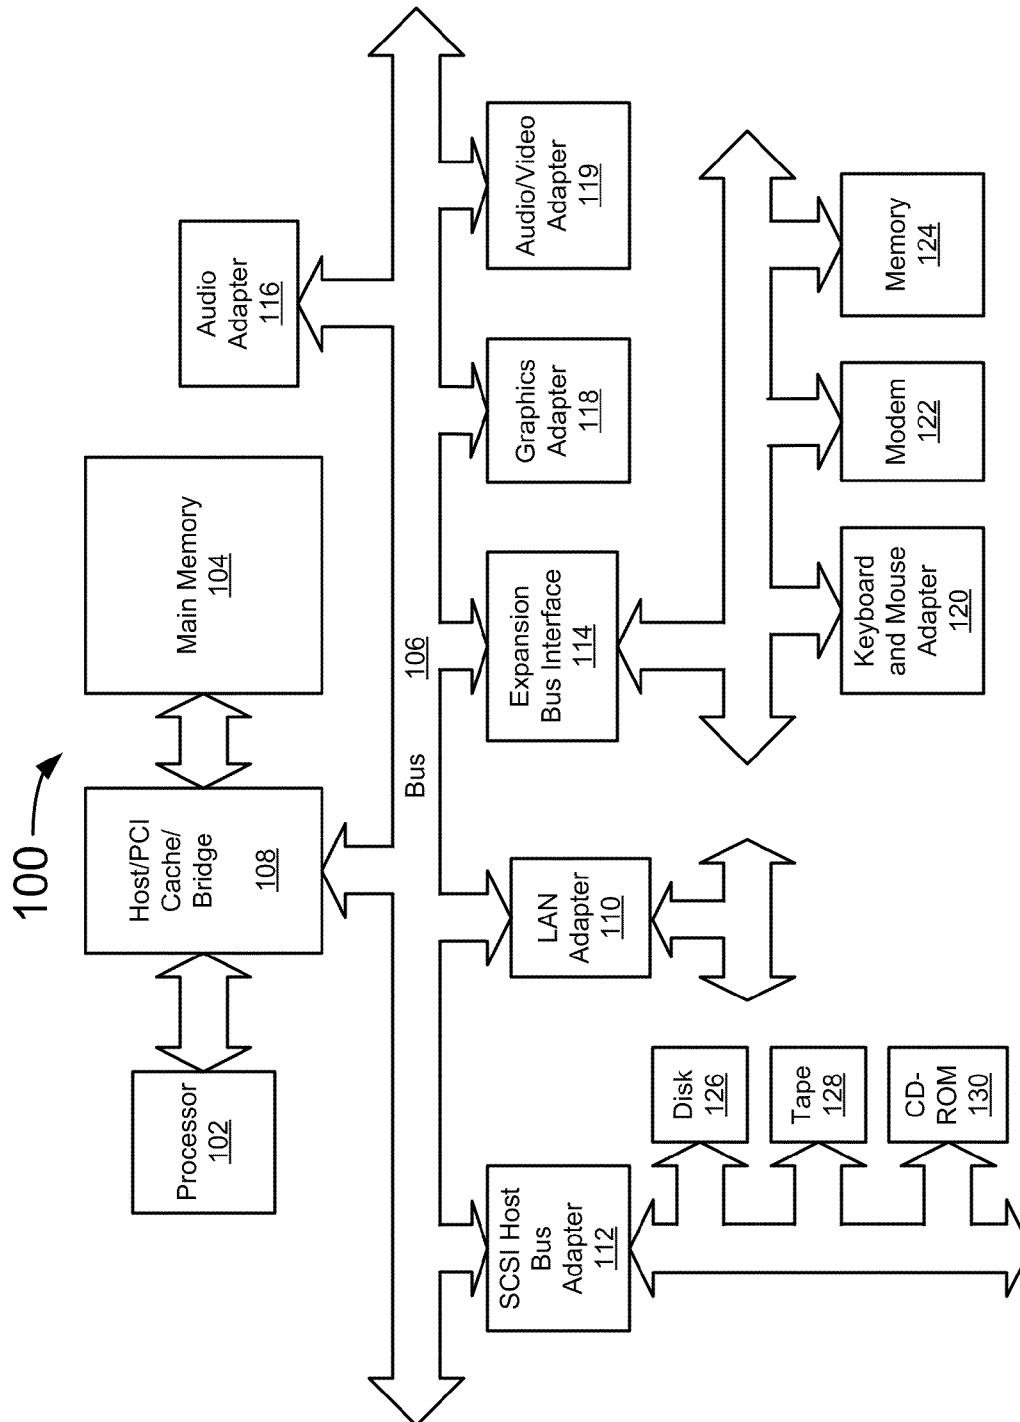 100
Processor
102
Host/PCI
Cache/
Bridge
108
Main Memory
104
Audio
Adapter
116
Bus
106
SCSI Host
Bus
Adapter
112
LAN
Adapter
110
Expansion
Bus Interface
114
Graphics
Adapter
118
Audio/Video
Adapter
119
Disk
126
Tape
128
CD-
ROM
130
Keyboard
and Mouse
Adapter
120
Modem
122
Memory
124